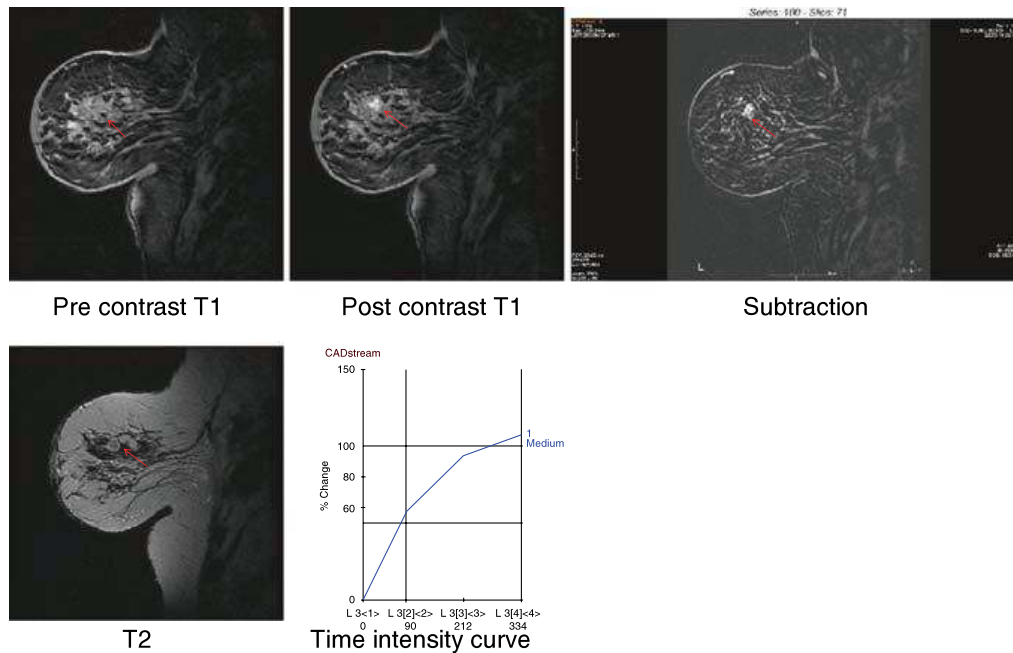 Series: 100 - Slice: 71
Pre contrast T1
Post contrast T1
Subtraction
L
CADstream
150
100
80
60
0
% Change
1
Medium
L 3<1> L 3[2]<2> L 3[3]<3> L 3[4]<4>
0 90 212 334
T2
Time intensity curve